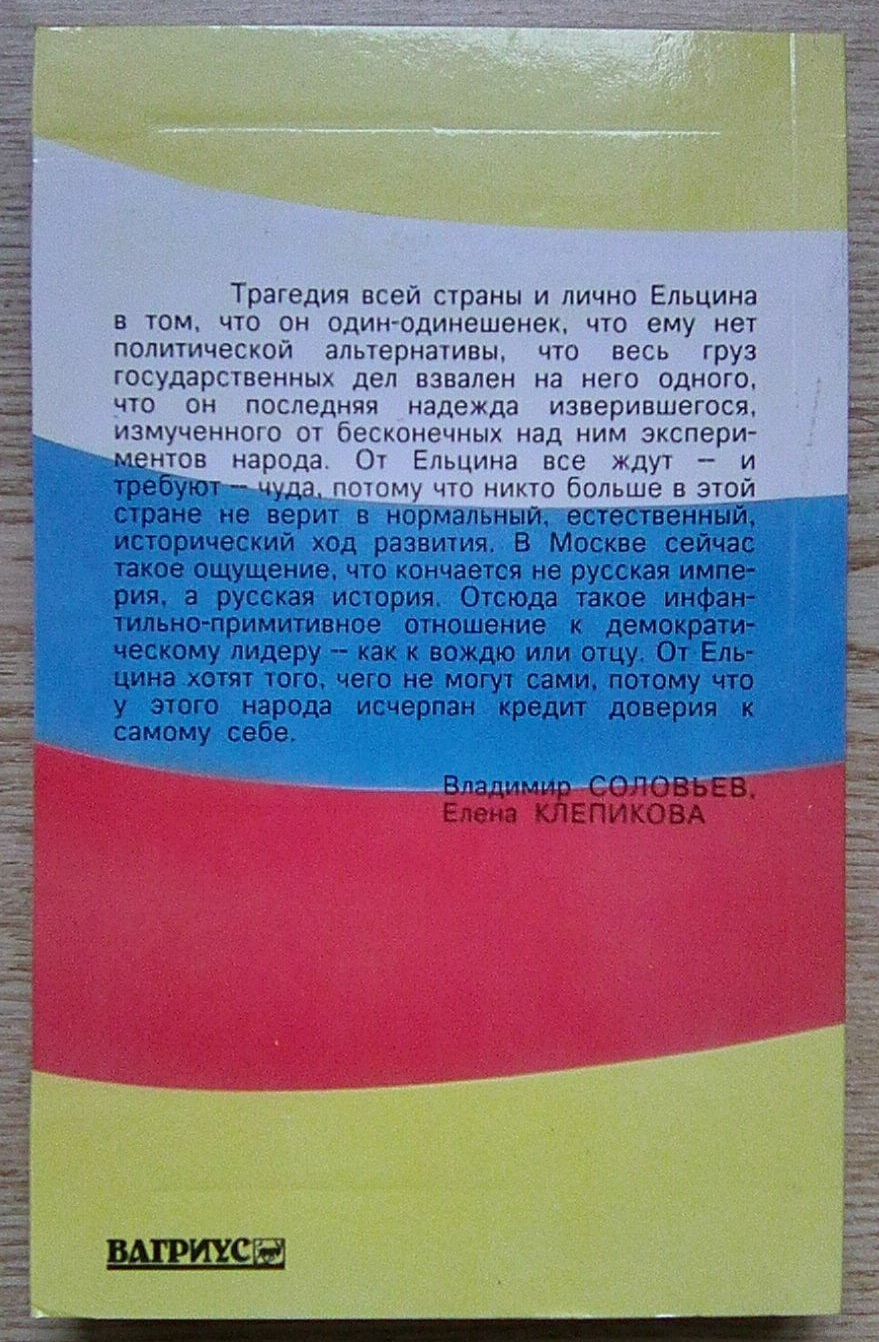 Трагедия всей страны и лично Ельцина
в том, что он один-одинешенек, что ему нет
политической альтернативы, что весь груз
государственных дел взвален на него одного,
что он последняя надежда изверившегося,
измученного от бесконечных над ним экспери-
ментов народа. От Ельцина все ждут -- и
требуют -- чуда, потому что никто больше в этой
стране не верит в нормальный, естественный,
исторический ход развития. В Москве сейчас
такое ощущение, что кончается не русская импе-
рия, а русская история. Отсюда такое инфан-
тильно-примитивное отношение к демократи-
ческому лидеру -- как к вождю или отцу. От Ель-
цина хотят того, чего не могут сами, потому что
у этого народа исчерпан кредит доверия к
самому себе.
Владимир СОЛОВЬЕВ,
Елена КЛЕПИКОВА
ВАГРИУС